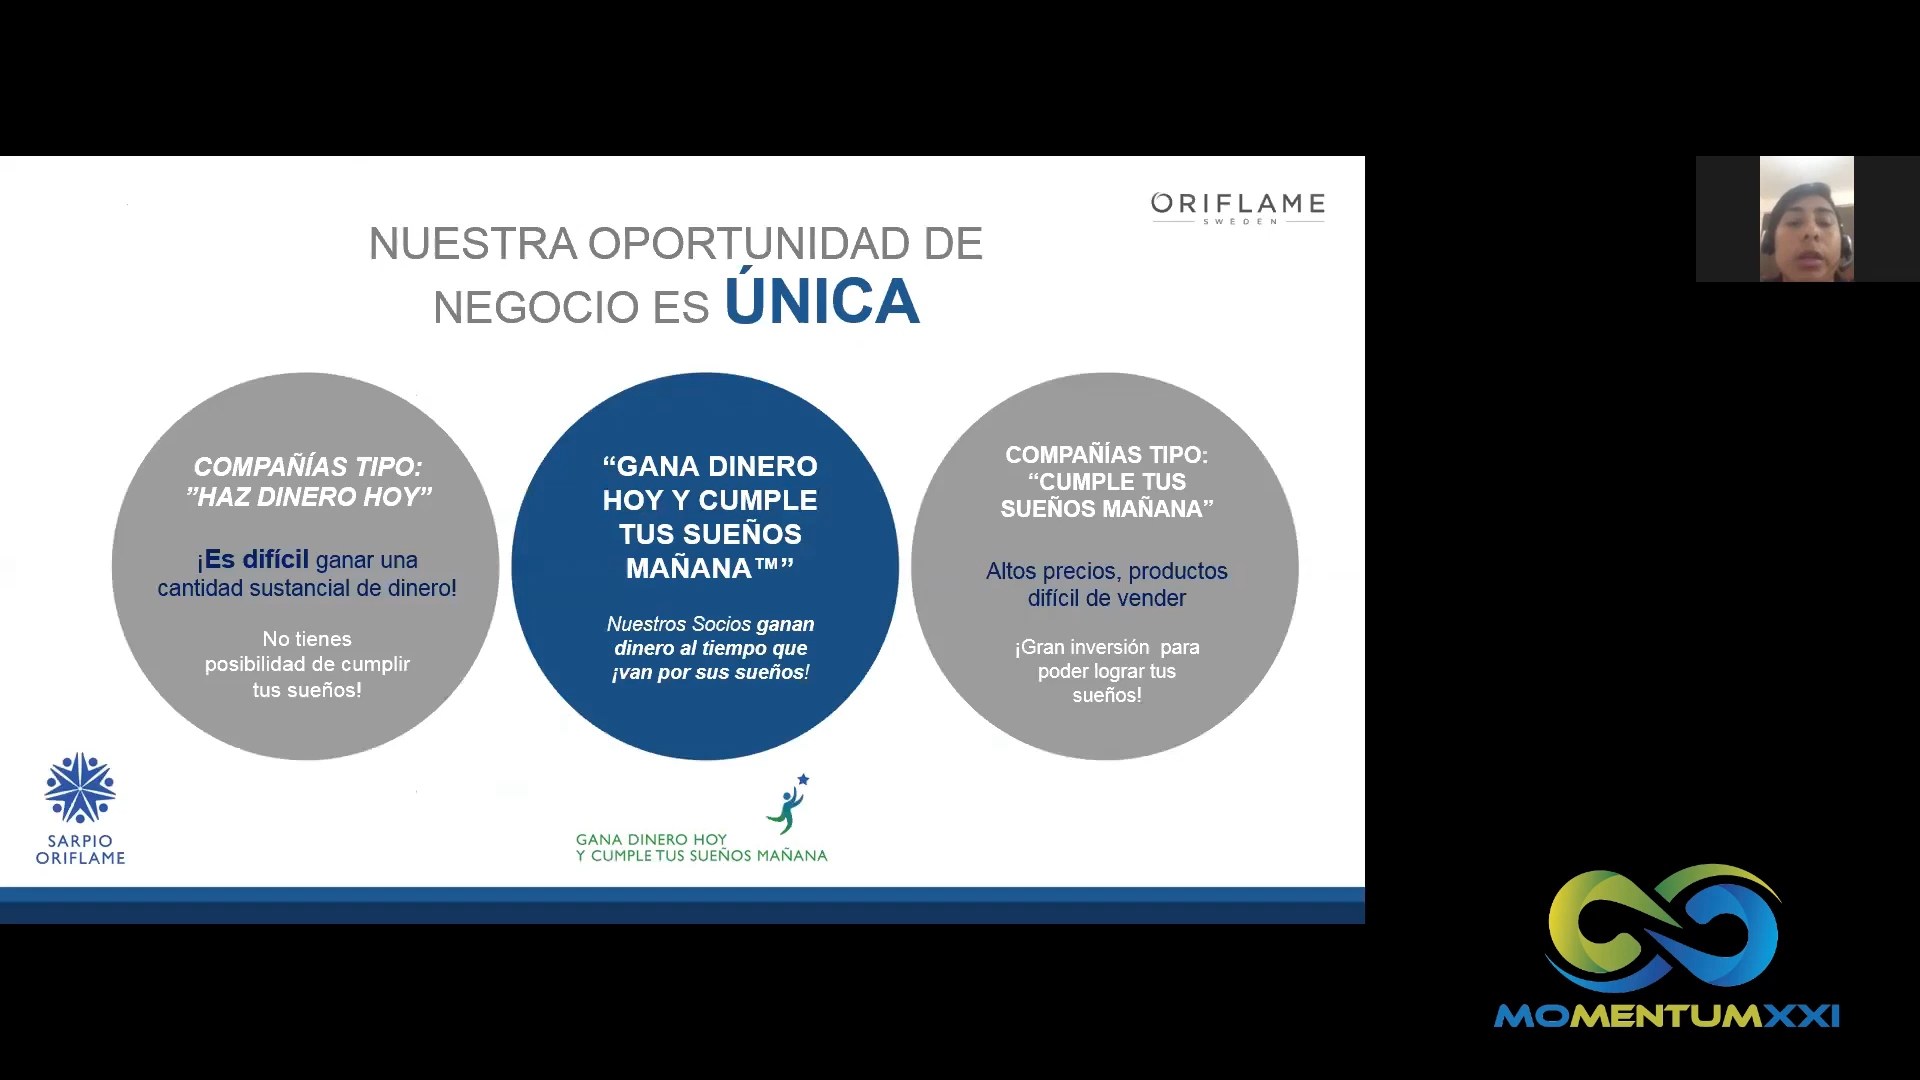 ORIFLAME
SWEDEN
NUESTRA OPORTUNIDAD DE
NEGOCIO ES ÚNICA
COMPAÑÍAS TIPO:
”HAZ DINERO HOY”
¡Es difícil ganar una
cantidad sustancial de dinero!
No tienes
posibilidad de cumplir
tus sueños!
“GANA DINERO
HOY Y CUMPLE
TUS SUEÑOS
MAÑANA™”
Nuestros Socios ganan
dinero al tiempo que
¡van por sus sueños!
COMPAÑÍAS TIPO:
“CUMPLE TUS
SUEÑOS MAÑANA”
Altos precios, productos
difícil de vender
¡Gran inversión para
poder lograr tus
sueños!
SARPIO
ORIFLAME
GANA DINERO HOY
Y CUMPLE TUS SUEÑOS MAÑANA
MOMENTUMXXI